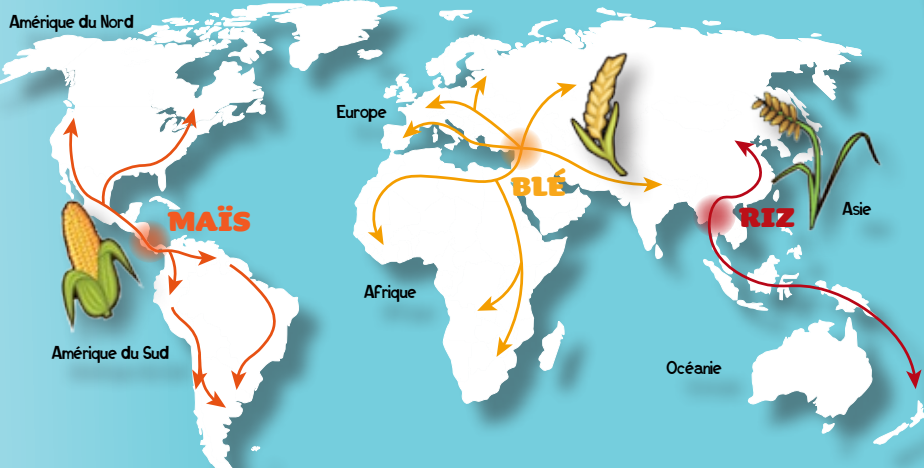 Amérique du Nord
Europe
BLÉ
MAÏS
RIZ
Asie
Afrique
Amérique du Sud
Océanie